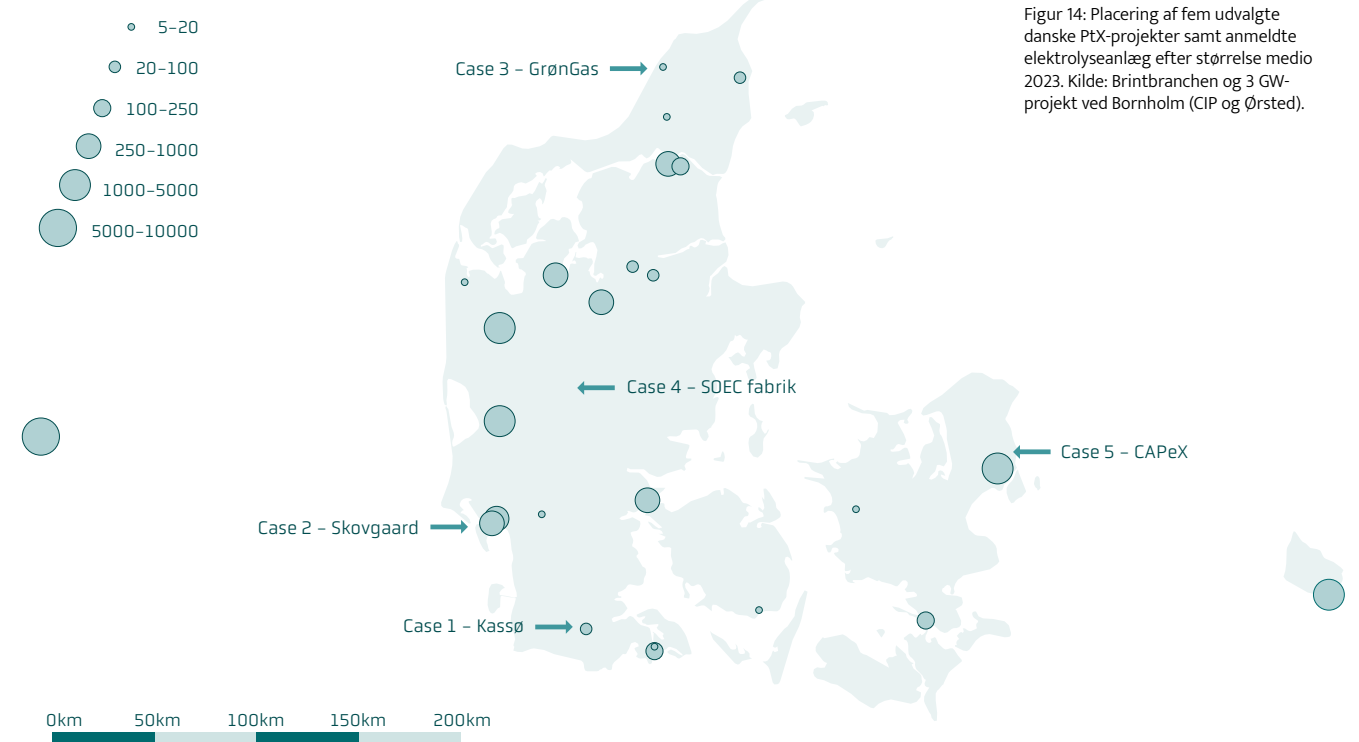 5–20
20–100
100–250
250–1000
1000–5000
5000–10000
Figur 14: Placering af fem udvalgte
danske PtX-projekter samt anmeldte
elektrolyseanlæg efter størrelse medio
2023. Kilde: Brintbranchen og 3 GW-
projekt ved Bornholm (CIP og Ørsted).
Case 3 – GrønGas
Case 4 – SOEC fabrik
Case 5 – CAPeX
Case 2 – Skovgaard
Case 1 – Kassø
0km 50km 100km 150km 200km